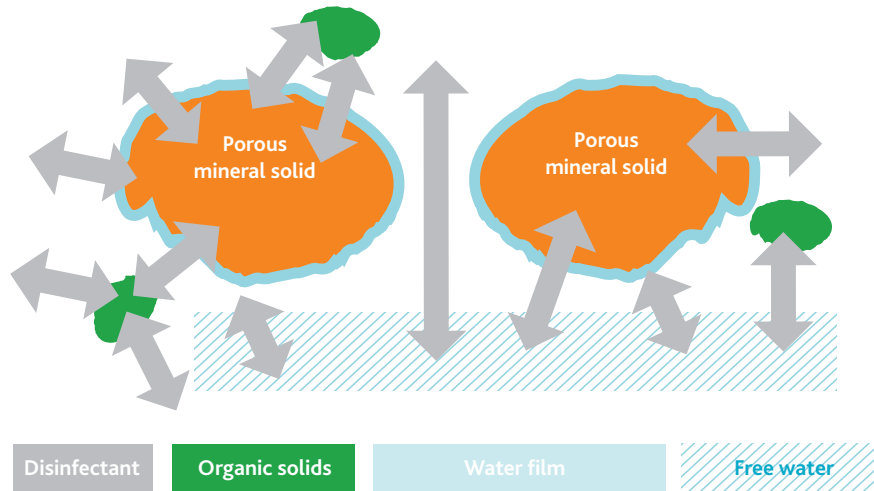 Porous
mineral solid
Porous
mineral solid
Disinfectant
Organic solids
Water film
Free water